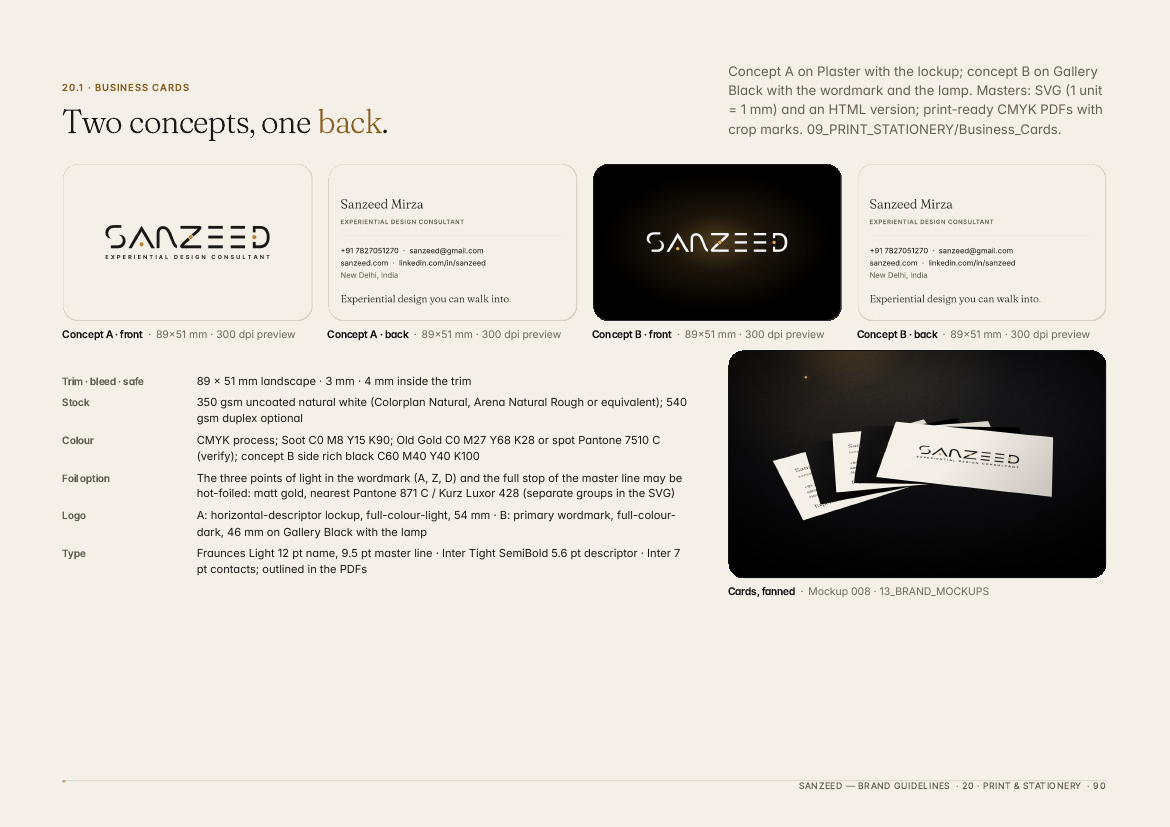 20.1 · BUSINESS CARDS
Two concepts, one back.
Concept A on Plaster with the lockup; concept B on Gallery
Black with the wordmark and the lamp. Masters: SVG (1 unit
= 1 mm) and an HTML version; print-ready CMYK PDFs with
crop marks. 09_PRINT_STATIONERY/Business_Cards.
SANZEED
EXPERIENTIAL DESIGN CONSULTANT
Sanzeed Mirza
EXPERIENTIAL DESIGN CONSULTANT
+91 7827051270 · sanzeed@gmail.com
sanzeed.com · linkedin.com/in/sanzeed
New Delhi, India
Experiential design you can walk into.
SANZEED
Sanzeed Mirza
EXPERIENTIAL DESIGN CONSULTANT
+91 7827051270 · sanzeed@gmail.com
sanzeed.com · linkedin.com/in/sanzeed
New Delhi, India
Experiential design you can walk into.
Concept A · front · 89×51 mm · 300 dpi preview
Concept A · back · 89×51 mm · 300 dpi preview
Concept B · front · 89×51 mm · 300 dpi preview
Concept B · back · 89×51 mm · 300 dpi preview
Trim · bleed · safe 89 × 51 mm landscape · 3 mm · 4 mm inside the trim
Stock 350 gsm uncoated natural white (Colorplan Natural, Arena Natural Rough or equivalent); 540
gsm duplex optional
Colour CMYK process; Soot C0 M8 Y15 K90; Old Gold C0 M27 Y68 K28 or spot Pantone 7510 C
(verify); concept B side rich black C60 M40 Y40 K100
Foil option The three points of light in the wordmark (A, Z, D) and the full stop of the master line may be
hot-foiled: matt gold, nearest Pantone 871 C / Kurz Luxor 428 (separate groups in the SVG)
Logo A: horizontal-descriptor lockup, full-colour-light, 54 mm · B: primary wordmark, full-colour-
dark, 46 mm on Gallery Black with the lamp
Type Fraunces Light 12 pt name, 9.5 pt master line · Inter Tight SemiBold 5.6 pt descriptor · Inter 7
pt contacts; outlined in the PDFs
SANZEED
EXPERIENTIAL DESIGN CONSULTANT
Cards, fanned · Mockup 008 · 13_BRAND_MOCKUPS
SANZEED — BRAND GUIDELINES · 20 · PRINT & STATIONERY · 90